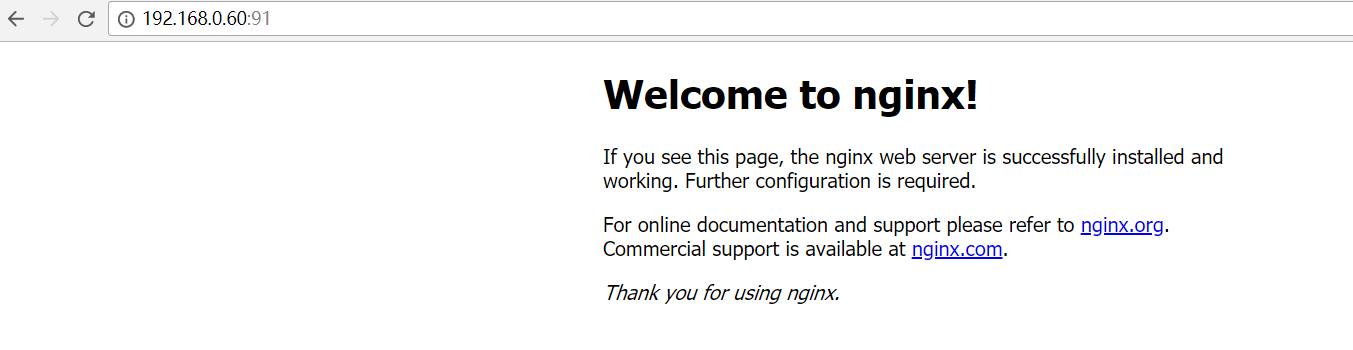 192.168.0.60:91
Welcome to nginx!
If you see this page, the nginx web server is successfully installed and
working. Further configuration is required.
For online documentation and support please refer to nginx.org.
Commercial support is available at nginx.com.
Thank you for using nginx.